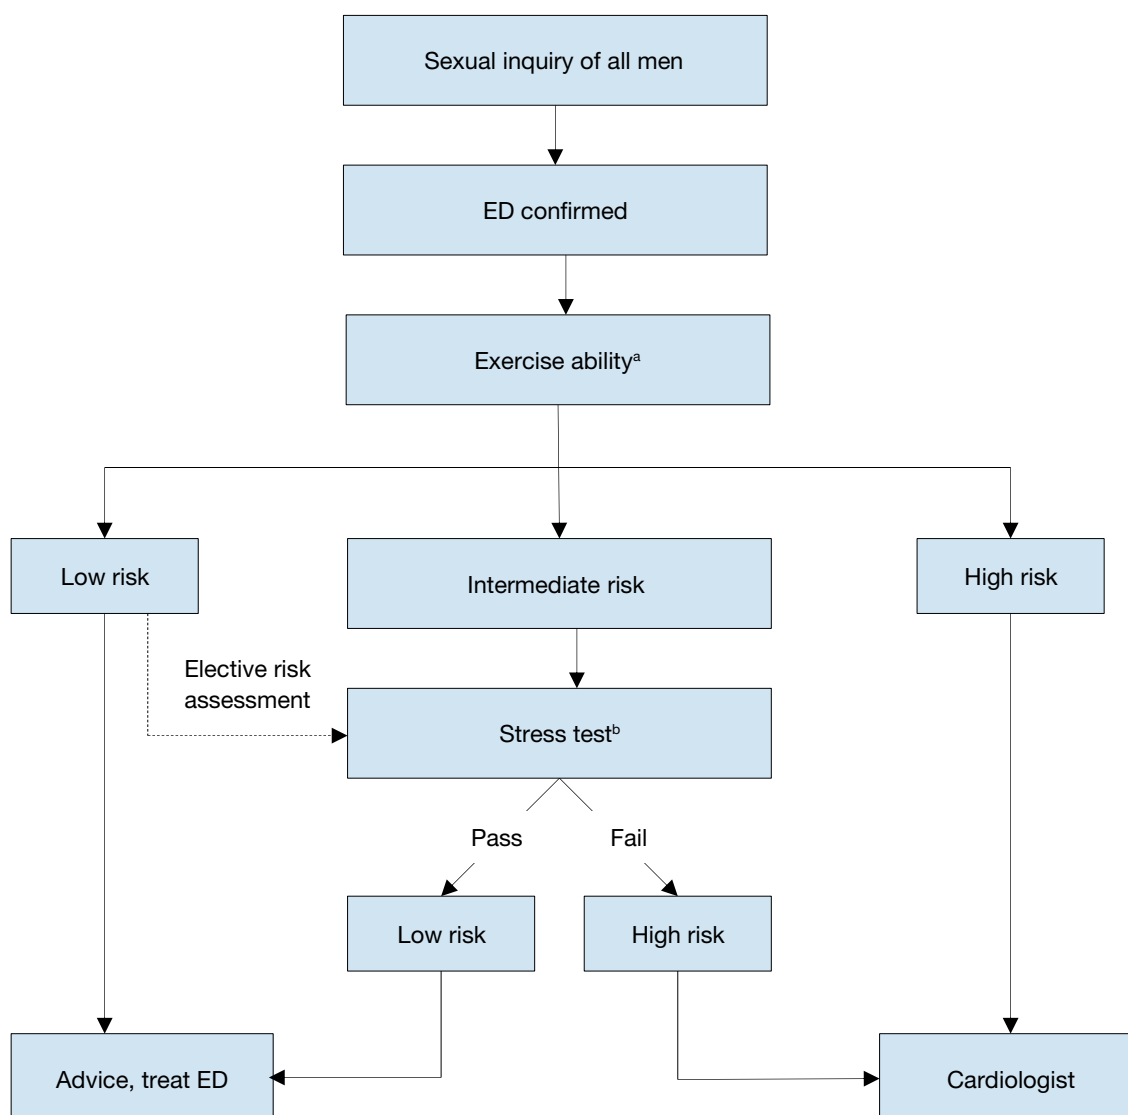 Sexual inquiry of all men
ED confirmed
Exercise abilityᵃ
Low risk
Intermediate risk
High risk
Elective risk
assessment
Stress testᵇ
Pass
Fail
Low risk
High risk
Advice, treat ED
Cardiologist